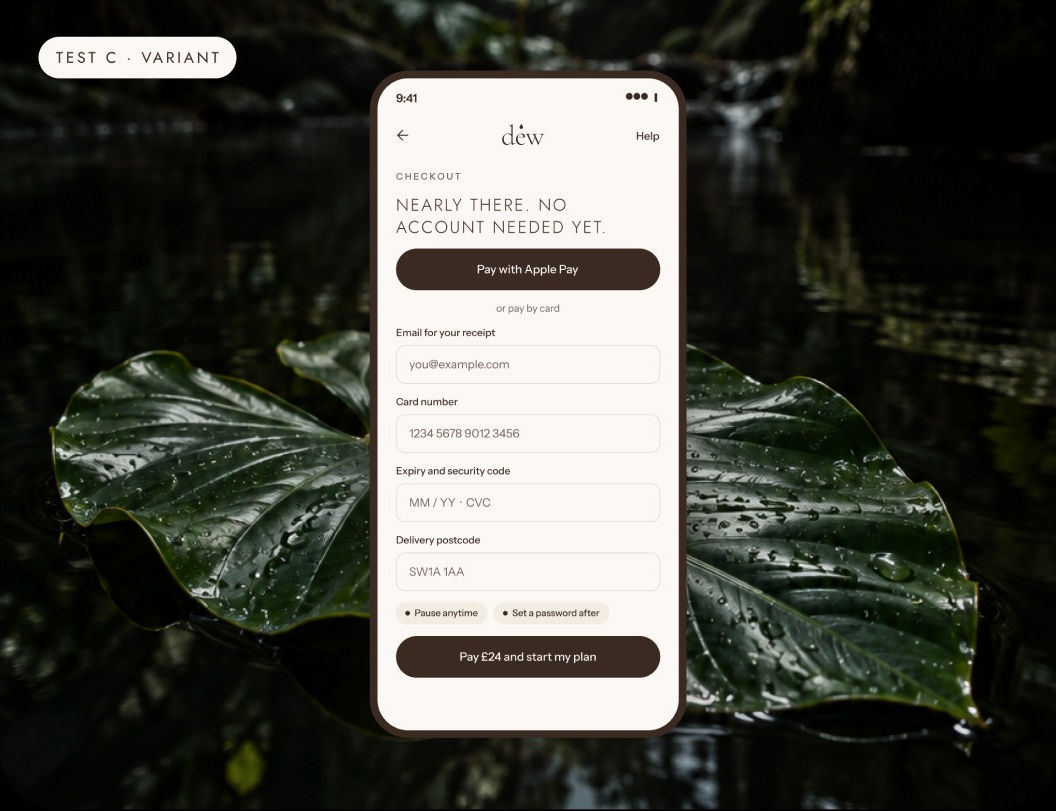 TEST C · VARIANT
9:41
dew
Help
CHECKOUT
NEARLY THERE. NO
ACCOUNT NEEDED YET.
Pay with Apple Pay
or pay by card
Email for your receipt
you@example.com
Card number
1234 5678 9012 3456
Expiry and security code
MM / YY · CVC
Delivery postcode
SW1A 1AA
Pause anytime
Set a password after
Pay £24 and start my plan